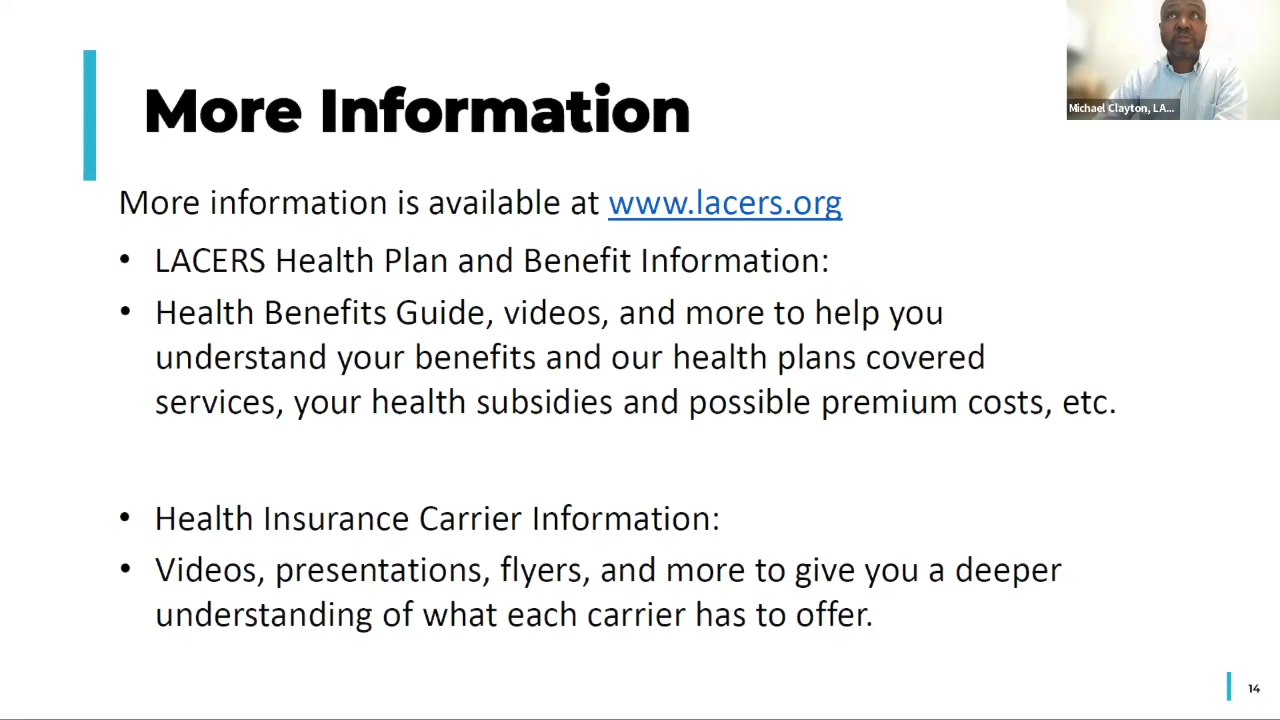 More Information
Michael Clayton, LA...
More information is available at www.lacers.org
• LACERS Health Plan and Benefit Information:
• Health Benefits Guide, videos, and more to help you
understand your benefits and our health plans covered
services, your health subsidies and possible premium costs, etc.
• Health Insurance Carrier Information:
• Videos, presentations, flyers, and more to give you a deeper
understanding of what each carrier has to offer.
14